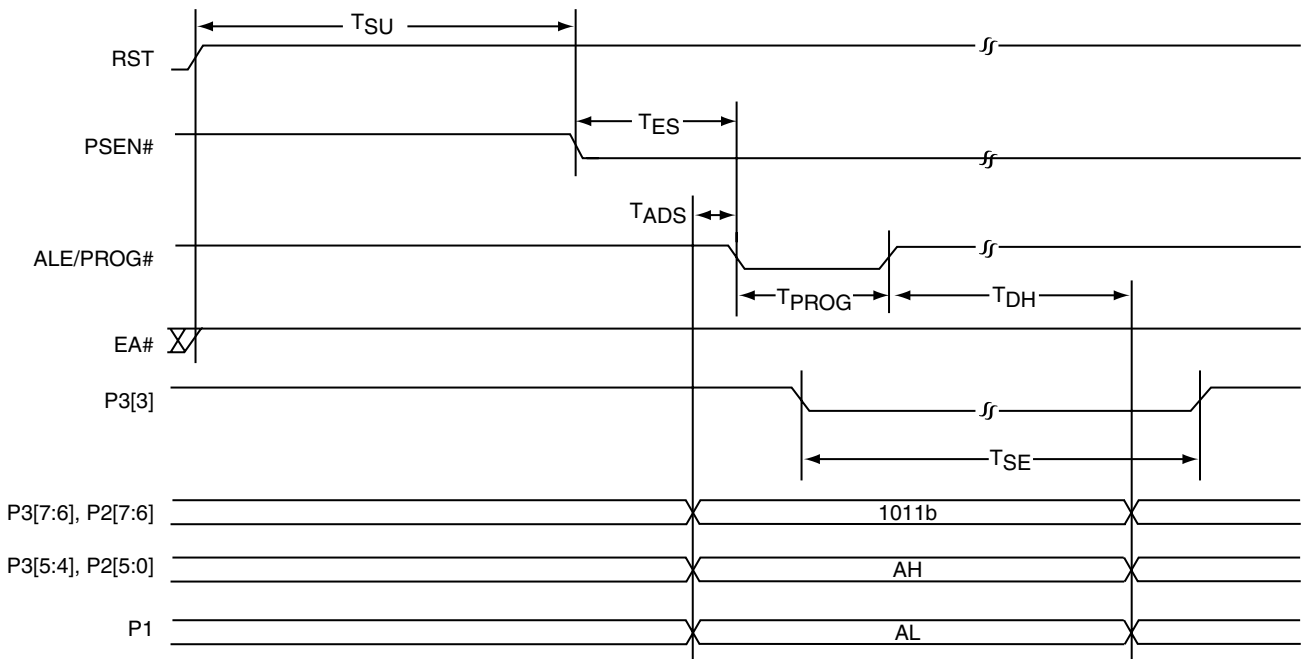 TSU
RST
TES
PSEN#
TADS
ALE/PROG#
TPROG
TDH
EA#
P3[3]
TSE
P3[7:6], P2[7:6] 1011b
P3[5:4], P2[5:0] AH
P1 AL